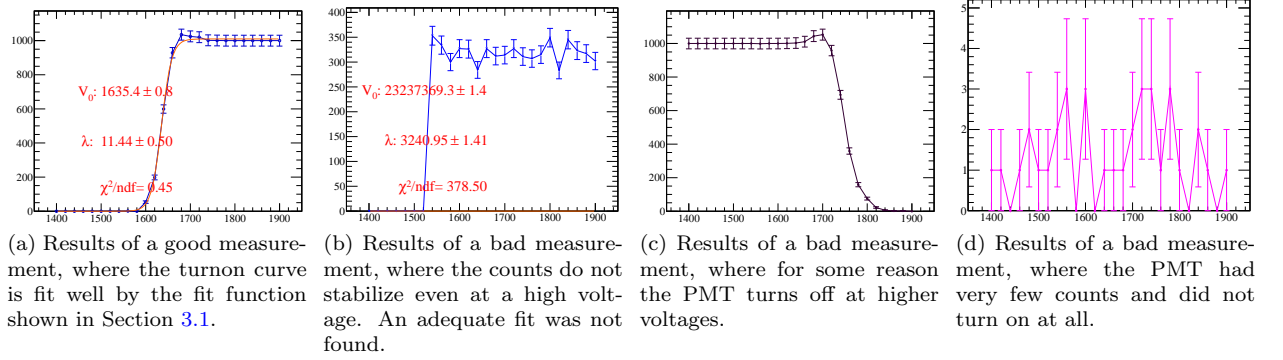 1000
800
600
400
200
0
1400 1500 1600 1700 1800 1900
V0: 1635.4 ± 0.8
λ: 11.44 ± 0.50
χ²/ndf= 0.45
(a) Results of a good measure-
ment, where the turnon curve
is fit well by the fit function
shown in Section 3.1.
400
350
300
250
200
150
100
50
0
1400 1500 1600 1700 1800 1900
V0: 23237369.3 ± 1.4
λ: 3240.95 ± 1.41
χ²/ndf= 378.50
(b) Results of a bad measure-
ment, where the counts do not
stabilize even at a high volt-
age. An adequate fit was not
found.
1000
800
600
400
200
0
1400 1500 1600 1700 1800 1900
(c) Results of a bad measure-
ment, where for some reason
the PMT turns off at higher
voltages.
5
4
3
2
1
0
1400 1500 1600 1700 1800 1900
(d) Results of a bad measure-
ment, where the PMT had
very few counts and did not
turn on at all.